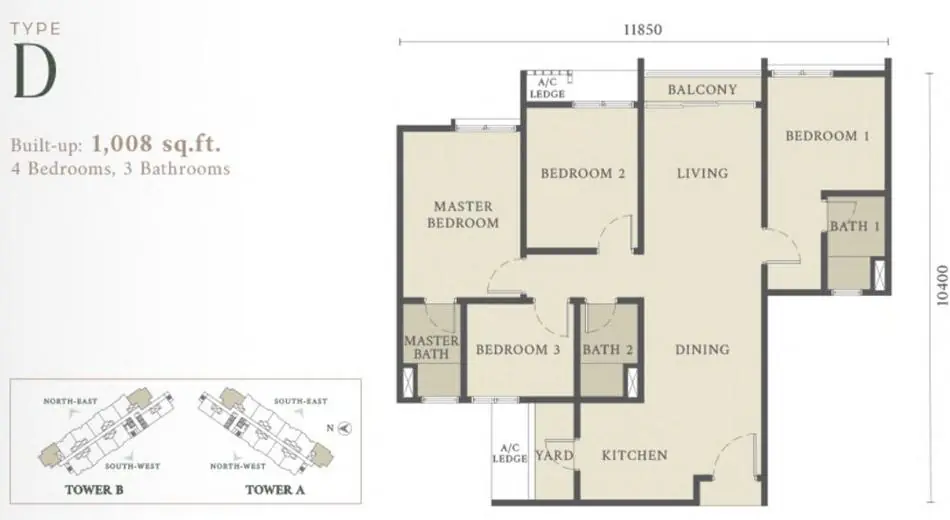 TYPE
D
Built-up: 1,008 sq.ft.
4 Bedrooms, 3 Bathrooms
11850
A/C
LEDGE
BALCONY
BEDROOM 1
BEDROOM 2
LIVING
MASTER
BEDROOM
BATH 1
10400
MASTER
BATH
BEDROOM 3
BATH 2
DINING
A/C
LEDGE
YARD
KITCHEN
NORTH-EAST
SOUTH-EAST
N
SOUTH-WEST
NORTH-WEST
TOWER B
TOWER A